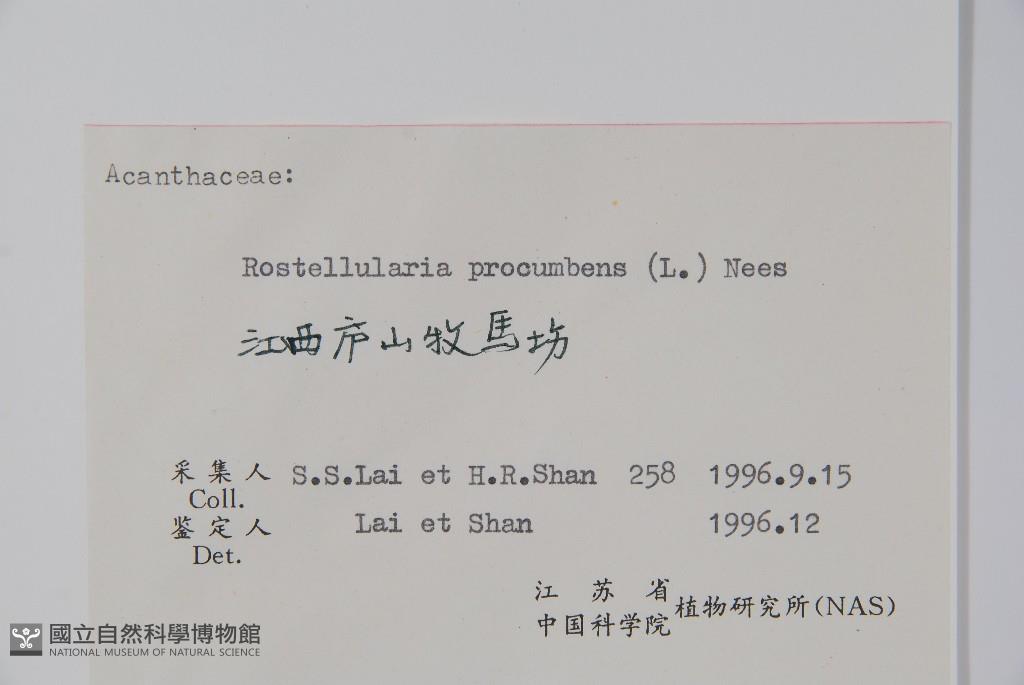 Acanthaceae:
Rostellularia procumbens (L.) Nees
江西庐山牧馬坊
采集人 S.S.Lai et H.R.Shan 258 1996.9.15
Coll.
鉴定人 Lai et Shan 1996.12
Det.
江苏省
中国科学院 植物研究所(NAS)
國立自然科學博物館
NATIONAL MUSEUM OF NATURAL SCIENCE